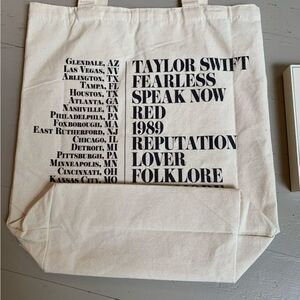 GLENDALE, AZ
LAS VEGAS, NV
ARLINGTON, TX
TAMPA, FL
HOUSTON, TX
ATLANTA, GA
NASHVILLE, TN
PHILADELPHIA, PA
FOXBOROUGH, MA
EAST RUTHERFORD, NJ
CHICAGO, IL
DETROIT, MI
PITTSBURGH, PA
MINNEAPOLIS, MN
CINCINNATI, OH
KANSAS CITY, MO
TAYLOR SWIFT
FEARLESS
SPEAK NOW
RED
1989
REPUTATION
LOVER
FOLKLORE